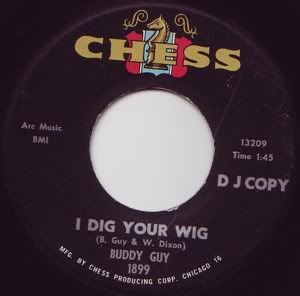 CHESS
Arc Music
BMI
13209
Time 1:45
D J COPY
I DIG YOUR WIG
(B. Guy & W. Dixon)
BUDDY GUY
1899
MFG. BY CHESS PRODUCING CORP. CHICAGO 16